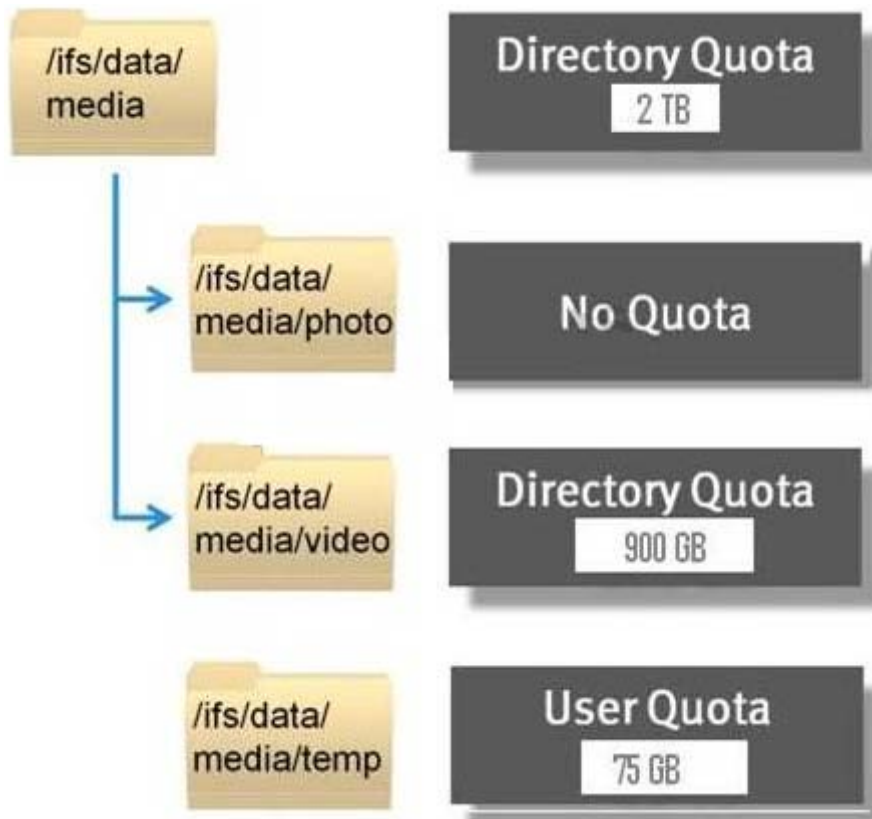 /ifs/data/
media
Directory Quota
2 TB
/ifs/data/
media/photo
No Quota
/ifs/data/
media/video
Directory Quota
900 GB
/ifs/data/
media/temp
User Quota
75 GB